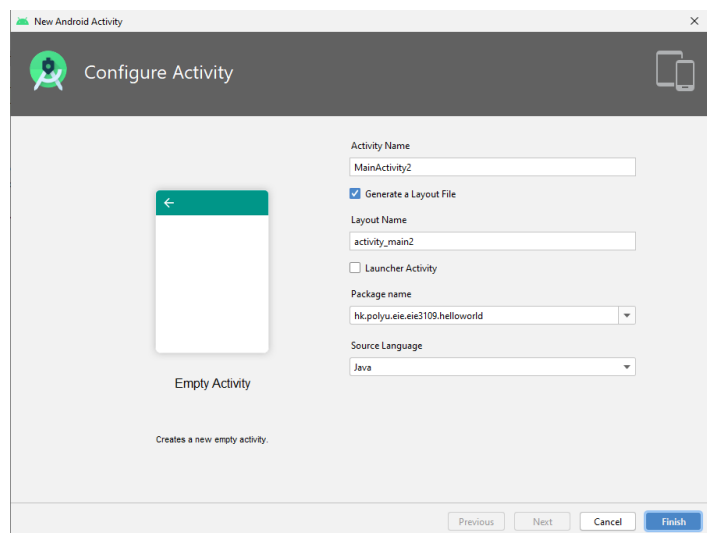 New Android Activity
Configure Activity
Activity Name
MainActivity2
Generate a Layout File
Layout Name
activity_main2
Launcher Activity
Package name
hk.polyu.eie.eie3109.helloworld
Source Language
Java
Empty Activity
Creates a new empty activity.
Previous Next Cancel Finish